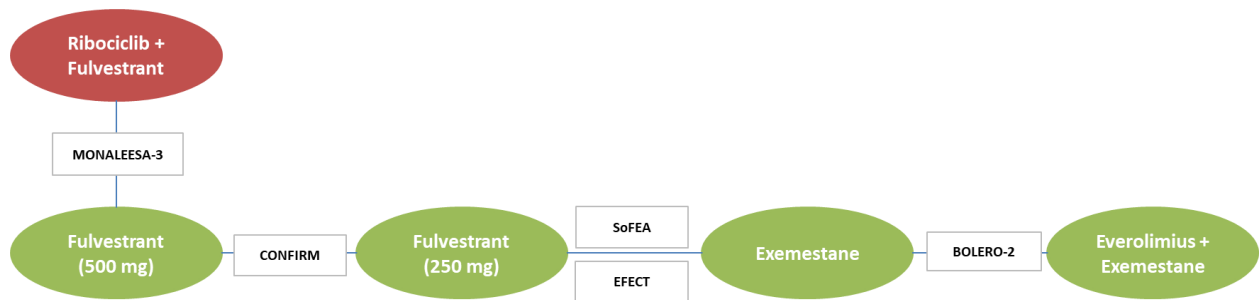 Ribociclib +
Fulvestrant
MONALEESA-3
Fulvestrant
(500 mg)
CONFIRM
Fulvestrant
(250 mg)
SoFEA
EFECT
Exemestane
BOLERO-2
Everolimius +
Exemestane